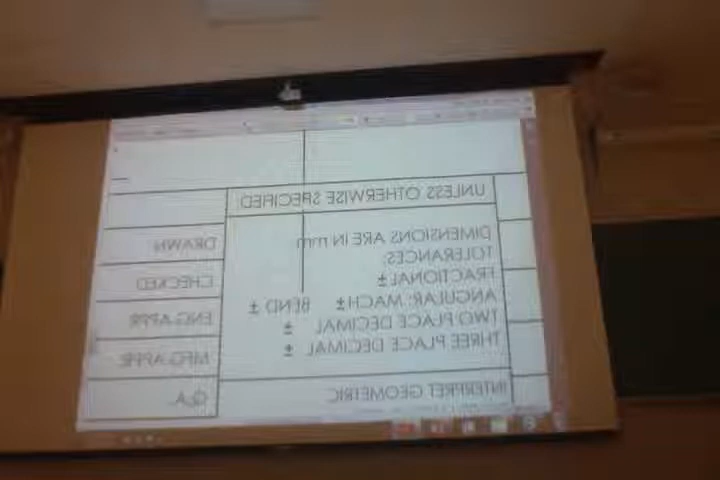 UNLESS OTHERWISE SPECIFIED:
DIMENSIONS ARE IN mm
TOLERANCES:
FRACTIONAL ±
ANGULAR: MACH ± BEND ±
TWO PLACE DECIMAL ±
THREE PLACE DECIMAL ±
INTERPRET GEOMETRIC
DRAWN
CHECKED
ENG APPR.
MFG APPR.
Q.A.